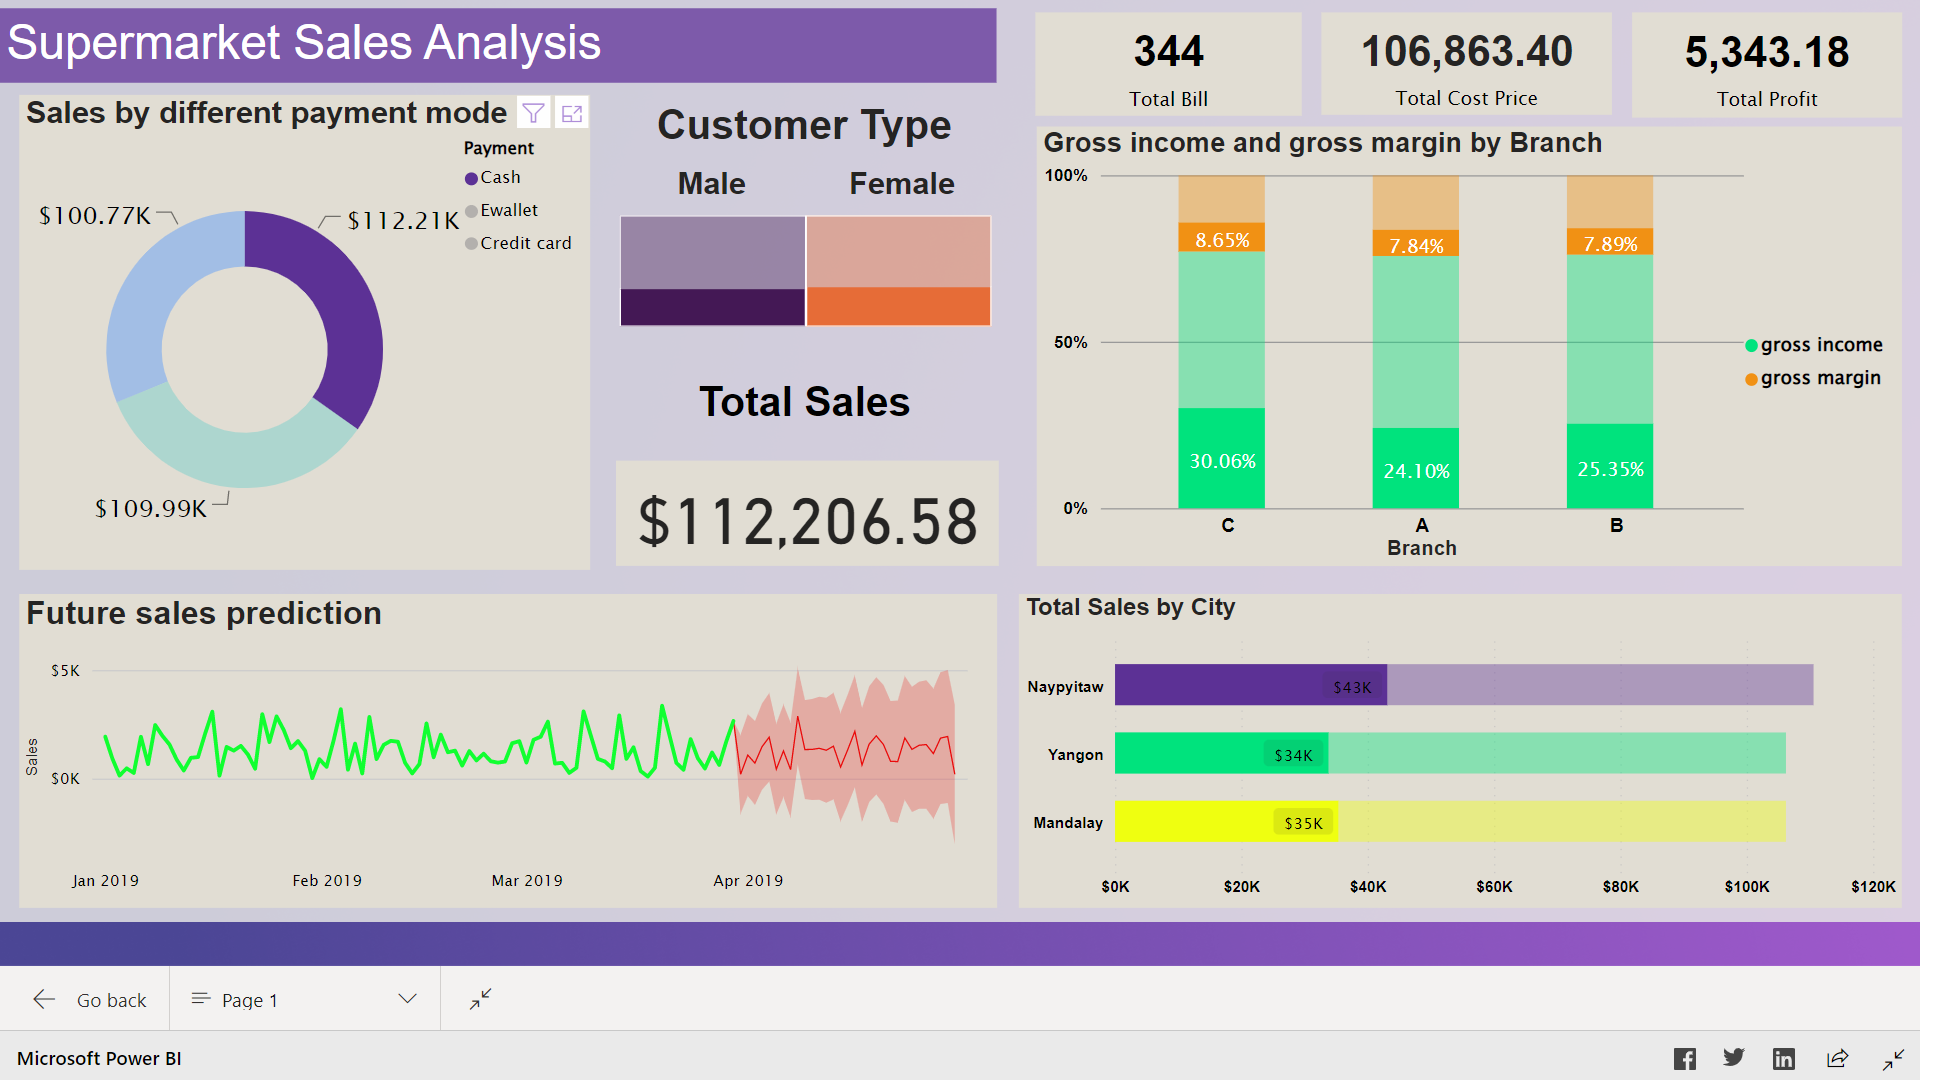 Supermarket Sales Analysis
344
Total Bill
106,863.40
Total Cost Price
5,343.18
Total Profit
Sales by different payment mode
Payment
Cash
Ewallet
Credit card
$100.77K
$112.21K
$109.99K
Customer Type
Male
Female
Total Sales
$112,206.58
Gross income and gross margin by Branch
100%
50%
0%
8.65%
7.84%
7.89%
30.06%
24.10%
25.35%
C
A
B
Branch
gross income
gross margin
Future sales prediction
$5K
$0K
Sales
Jan 2019
Feb 2019
Mar 2019
Apr 2019
Total Sales by City
Naypyitaw
$43K
Yangon
$34K
Mandalay
$35K
$0K
$20K
$40K
$60K
$80K
$100K
$120K
Go back
Page 1
Microsoft Power BI